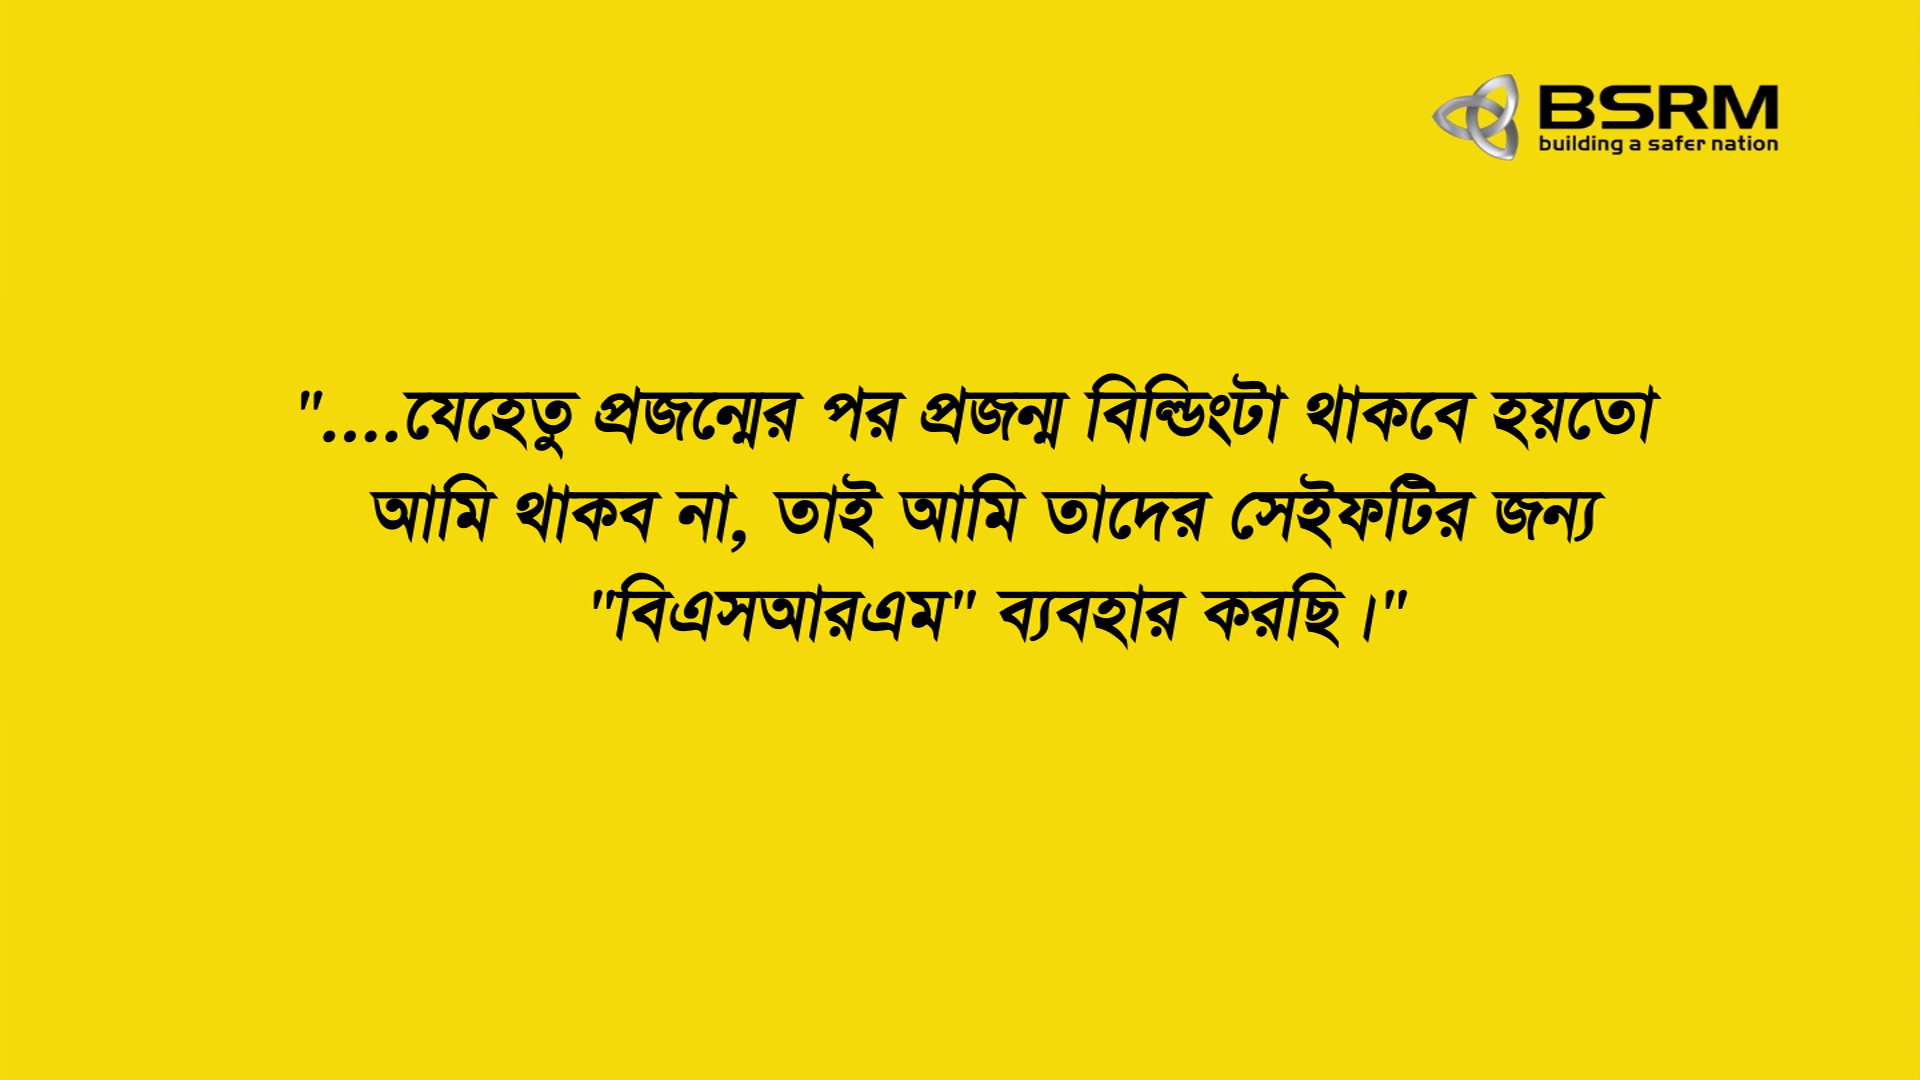 BSRM
building a safer nation
"....যেহেতু প্রজন্মের পর প্রজন্ম বিল্ডিংটা থাকবে হয়তো
আমি থাকব না, তাই আমি তাদের সেইফটির জন্য
"বিএসআরএম" ব্যবহার করছি।"